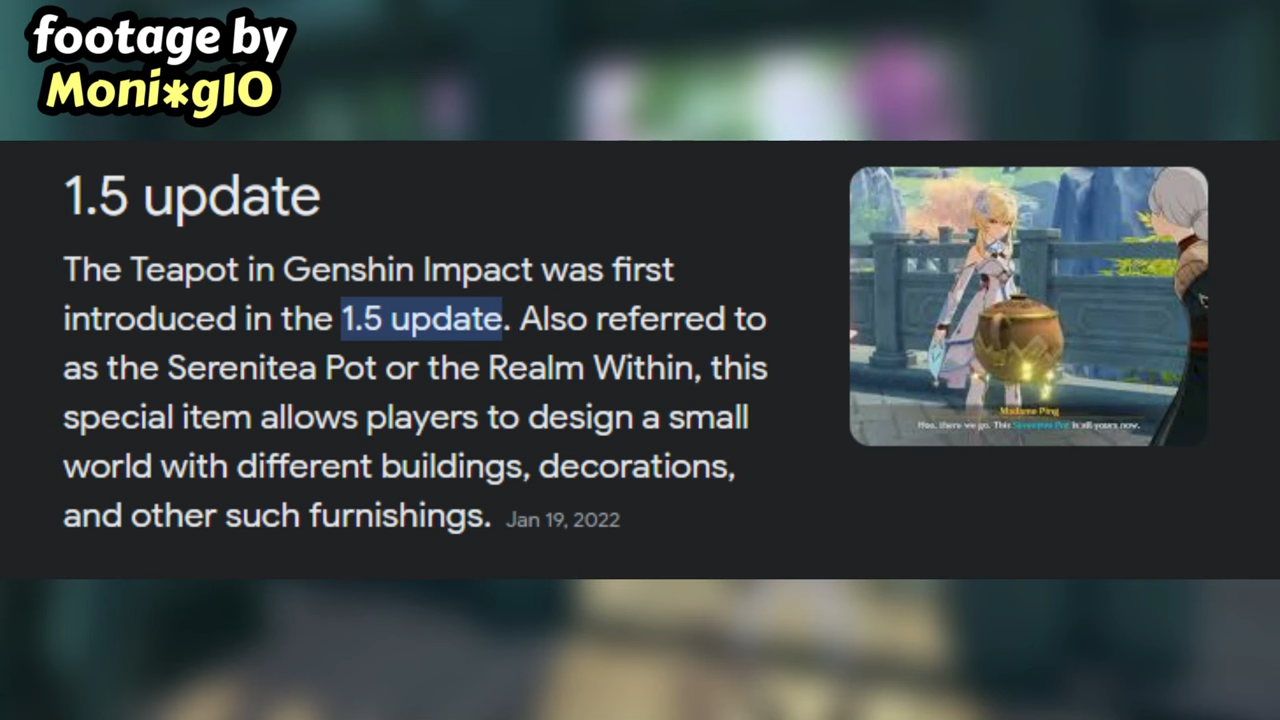 footage by
Moni*gIO
1.5 update
The Teapot in Genshin Impact was first
introduced in the 1.5 update. Also referred to
as the Serenitea Pot or the Realm Within, this
special item allows players to design a small
world with different buildings, decorations,
and other such furnishings. Jan 19, 2022
Madame Ping
there we go. This Serenitea Pot is all yours now.